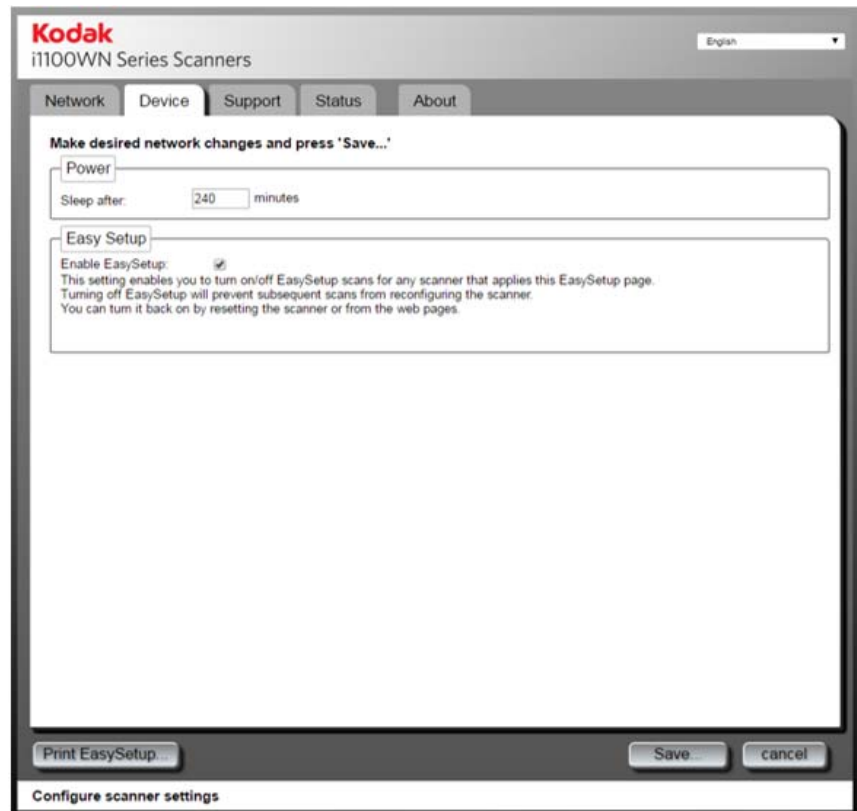 Kodak
i1100WN Series Scanners
English
Network Device Support Status About
Make desired network changes and press 'Save...'
Power
Sleep after: 240 minutes
Easy Setup
Enable EasySetup:
This setting enables you to turn on/off EasySetup scans for any scanner that applies this EasySetup page.
Turning off EasySetup will prevent subsequent scans from reconfiguring the scanner.
You can turn it back on by resetting the scanner or from the web pages.
Print EasySetup... Save... cancel
Configure scanner settings